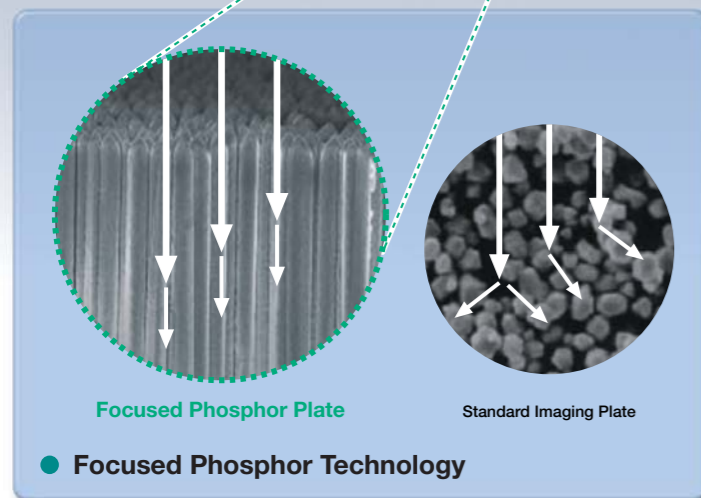 Focused Phosphor Plate
Standard Imaging Plate
Focused Phosphor Technology